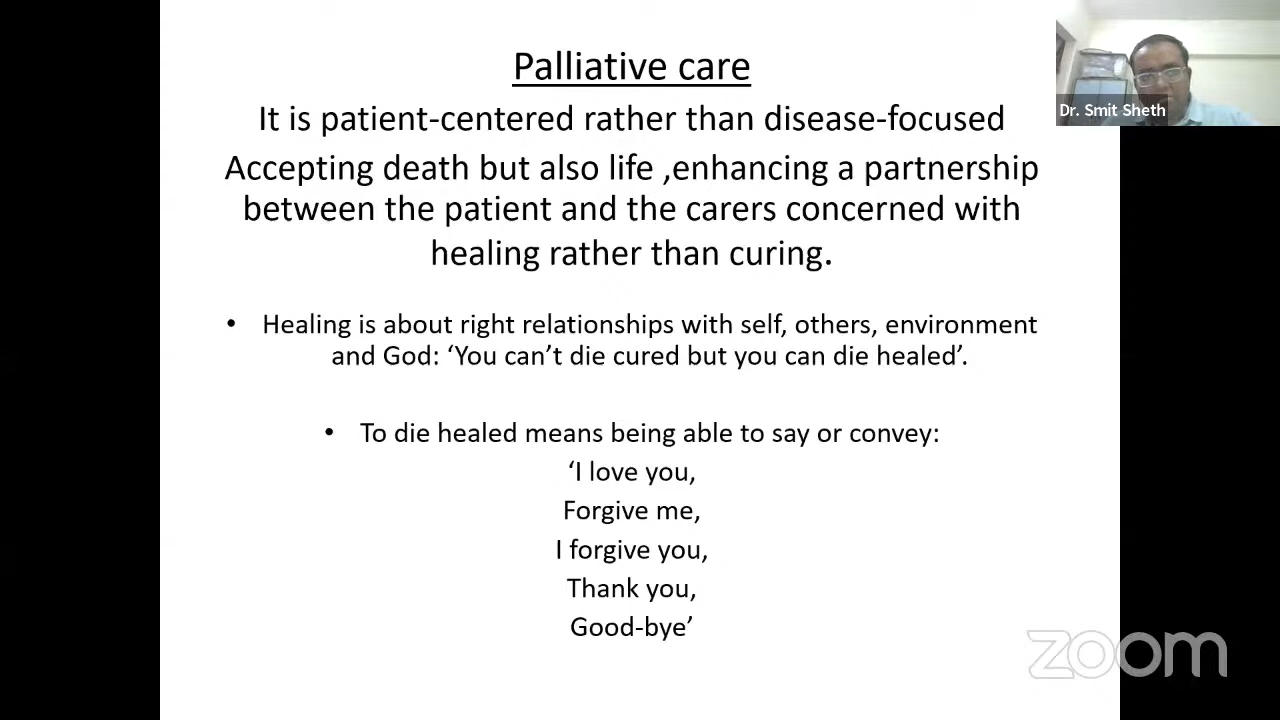 Palliative care
It is patient-centered rather than disease-focused
Accepting death but also life ,enhancing a partnership
between the patient and the carers concerned with
healing rather than curing.
• Healing is about right relationships with self, others, environment
and God: ‘You can’t die cured but you can die healed’.
• To die healed means being able to say or convey:
‘I love you,
Forgive me,
I forgive you,
Thank you,
Good-bye’
Dr. Smit Sheth
zoom